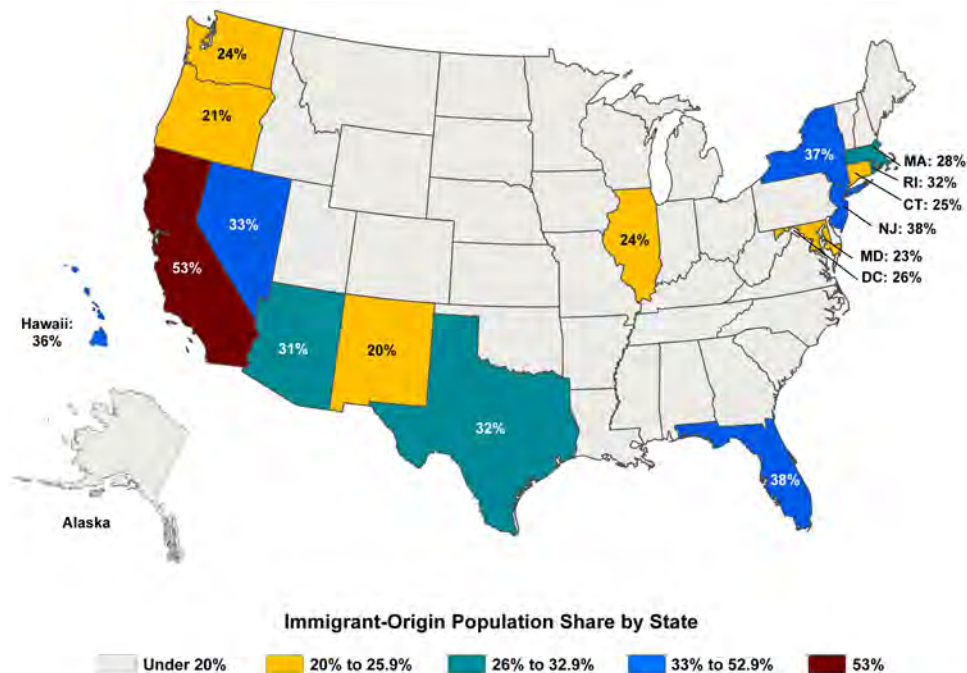 24%
21%
37%
MA: 28%
RI: 32%
CT: 25%
33%
NJ: 38%
24%
53%
MD: 23%
DC: 26%
Hawaii:
36%
31%
20%
32%
38%
Alaska
Immigrant-Origin Population Share by State
Under 20%
20% to 25.9%
26% to 32.9%
33% to 52.9%
53%